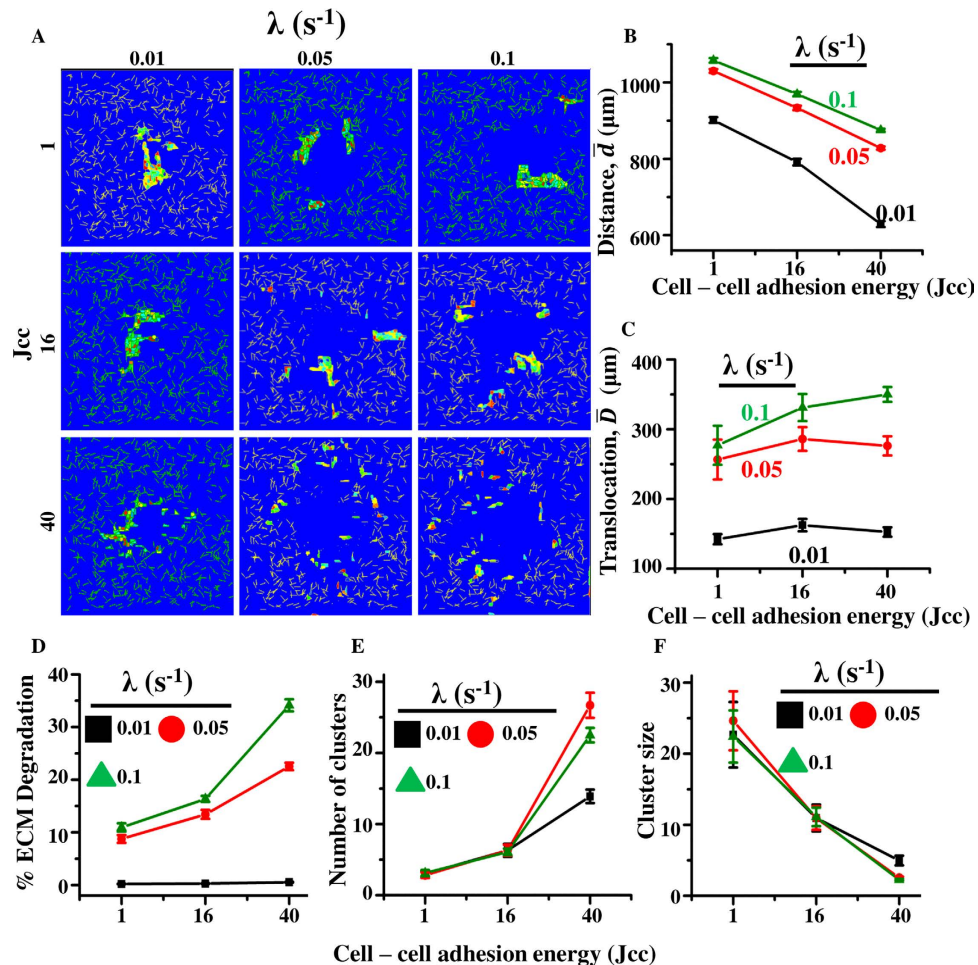 A
λ (s⁻¹)
0.01
0.05
0.1
Jcc
1
16
40
B
λ (s⁻¹)
0.1
0.05
0.01
Distance, d̅ (μm)
1000
800
600
1
16
40
Cell – cell adhesion energy (Jcc)
C
λ (s⁻¹)
0.1
0.05
0.01
Translocation, D̅ (μm)
400
350
300
250
200
150
100
1
16
40
Cell – cell adhesion energy (Jcc)
D
λ (s⁻¹)
0.01
0.05
0.1
% ECM Degradation
40
30
20
10
0
1
16
40
E
λ (s⁻¹)
0.01
0.05
0.1
Number of clusters
30
20
10
0
1
16
40
F
λ (s⁻¹)
0.01
0.05
0.1
Cluster size
30
20
10
0
1
16
40
Cell – cell adhesion energy (Jcc)